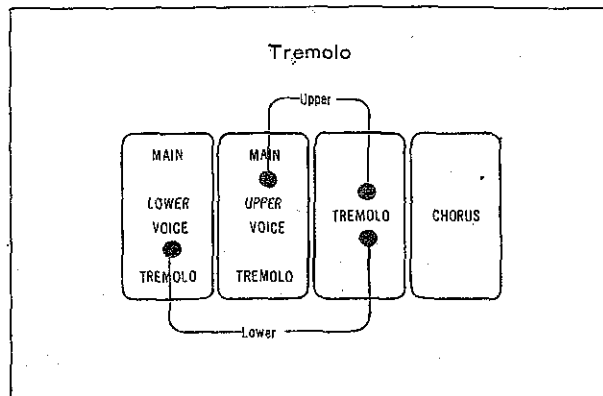 Tremolo
Upper
MAIN
LOWER
VOICE
TREMOLO
MAIN
UPPER
VOICE
TREMOLO
TREMOLO
CHORUS
Lower